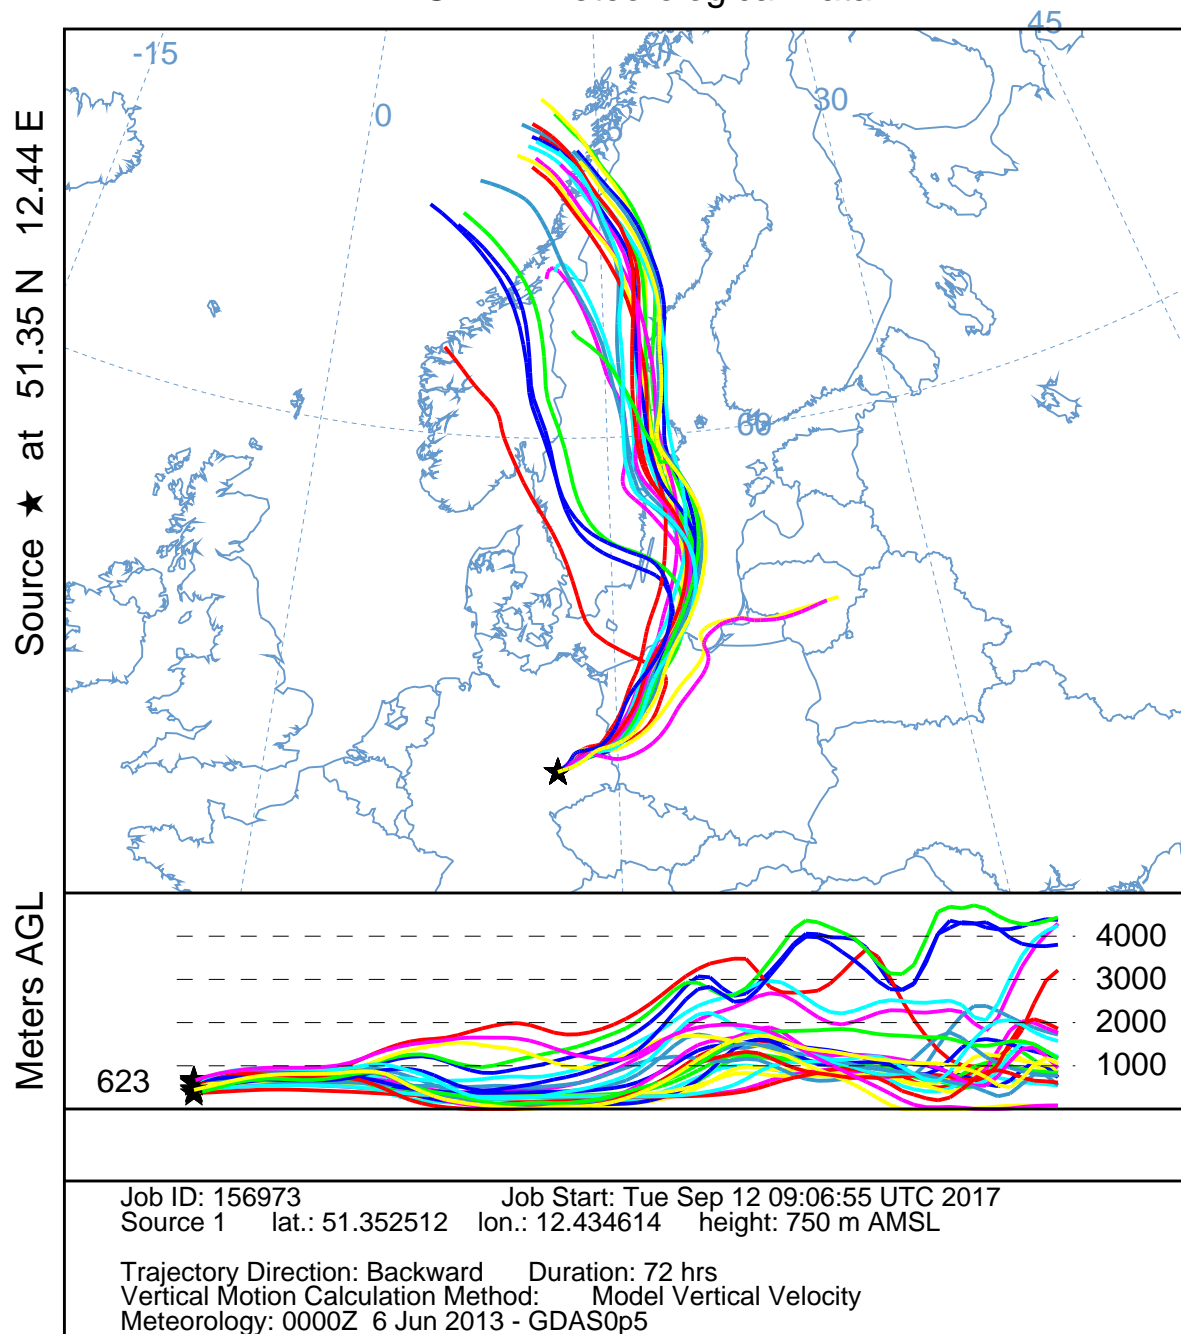 -15
0
30
45
60
Source ★ at 51.35 N 12.44 E
Meters AGL
623
4000
3000
2000
1000
Job ID: 156973 Job Start: Tue Sep 12 09:06:55 UTC 2017
Source 1 lat.: 51.352512 lon.: 12.434614 height: 750 m AMSL
Trajectory Direction: Backward Duration: 72 hrs
Vertical Motion Calculation Method: Model Vertical Velocity
Meteorology: 0000Z 6 Jun 2013 - GDAS0p5